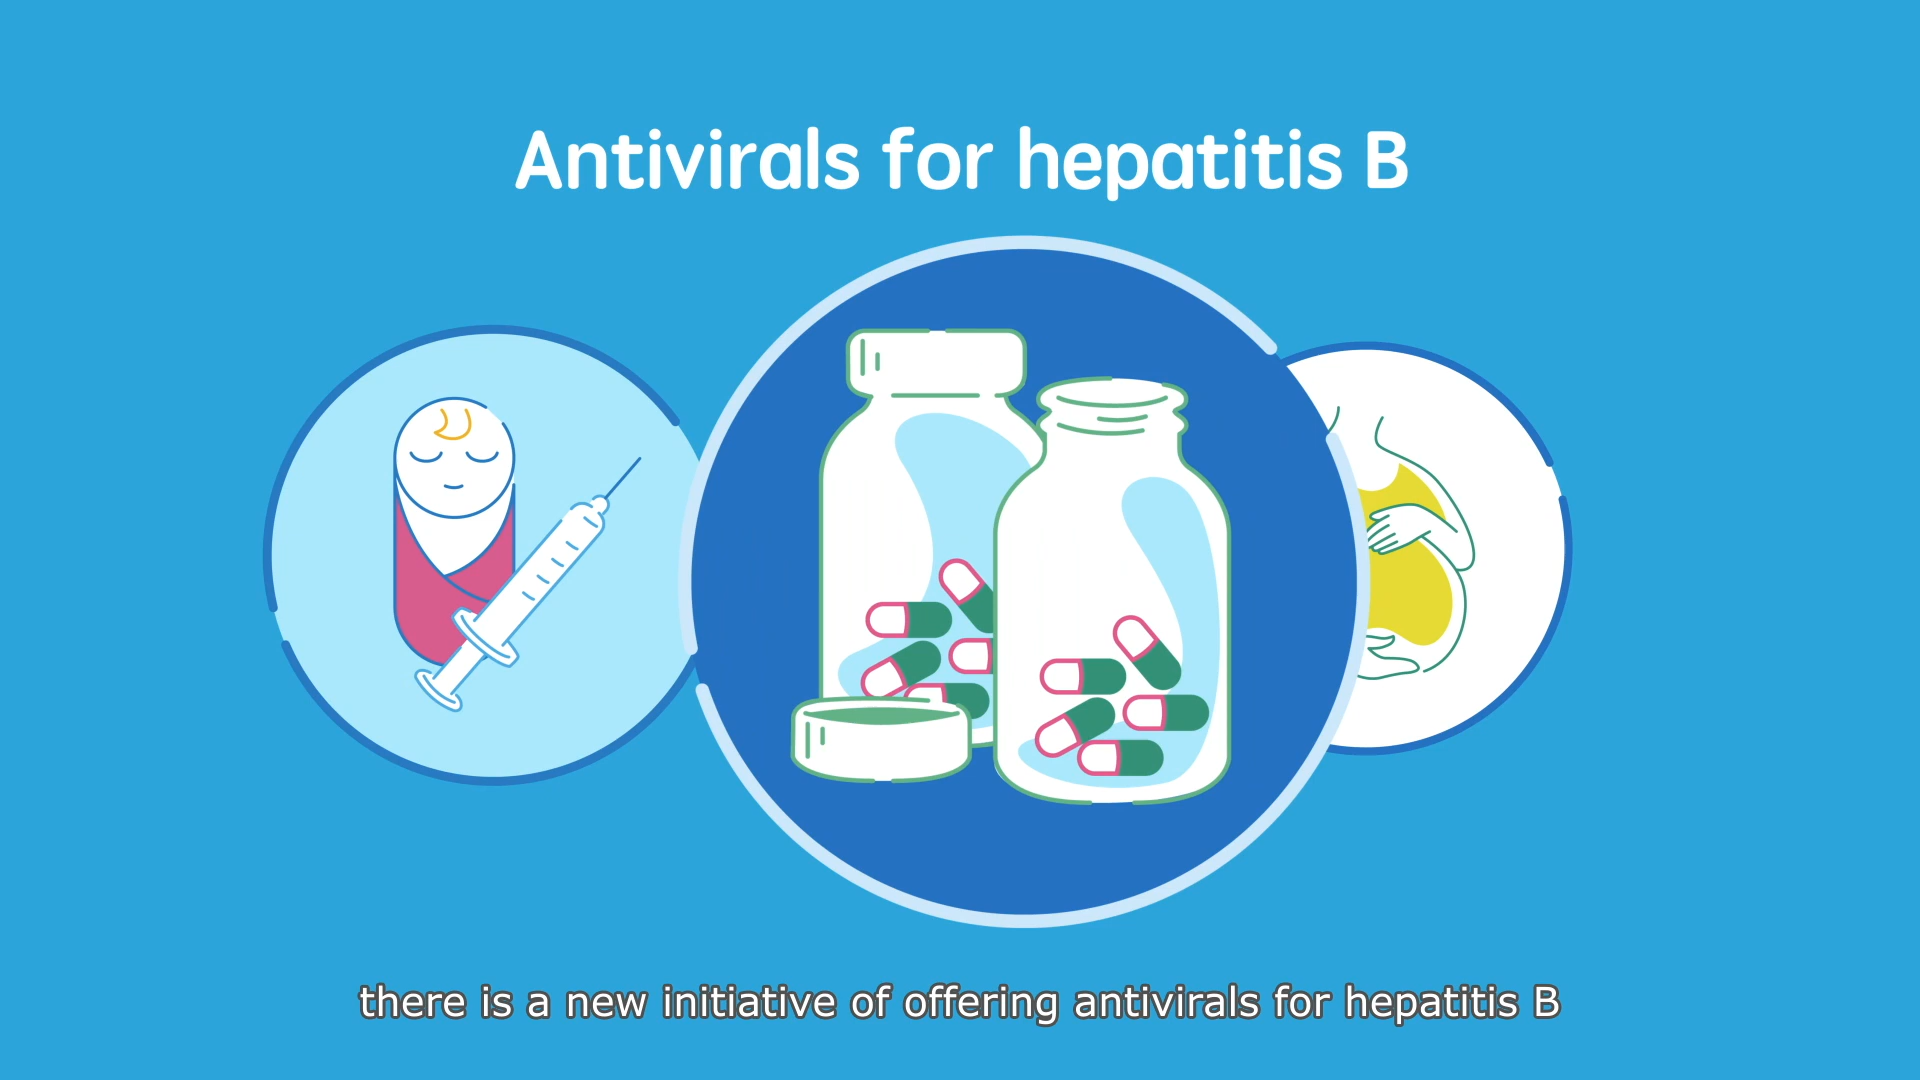 Antivirals for hepatitis B
there is a new initiative of offering antivirals for hepatitis B